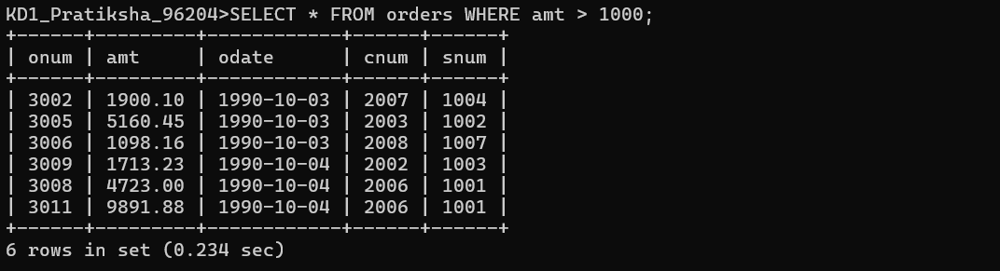 KD1_Pratiksha_96204>SELECT * FROM orders WHERE amt > 1000;
+------+---------+------------+------+------+
| onum | amt     | odate      | cnum | snum |
+------+---------+------------+------+------+
| 3002 | 1900.10 | 1990-10-03 | 2007 | 1004 |
| 3005 | 5160.45 | 1990-10-03 | 2003 | 1002 |
| 3006 | 1098.16 | 1990-10-03 | 2008 | 1007 |
| 3009 | 1713.23 | 1990-10-04 | 2002 | 1003 |
| 3008 | 4723.00 | 1990-10-04 | 2006 | 1001 |
| 3011 | 9891.88 | 1990-10-04 | 2006 | 1001 |
+------+---------+------------+------+------+
6 rows in set (0.234 sec)